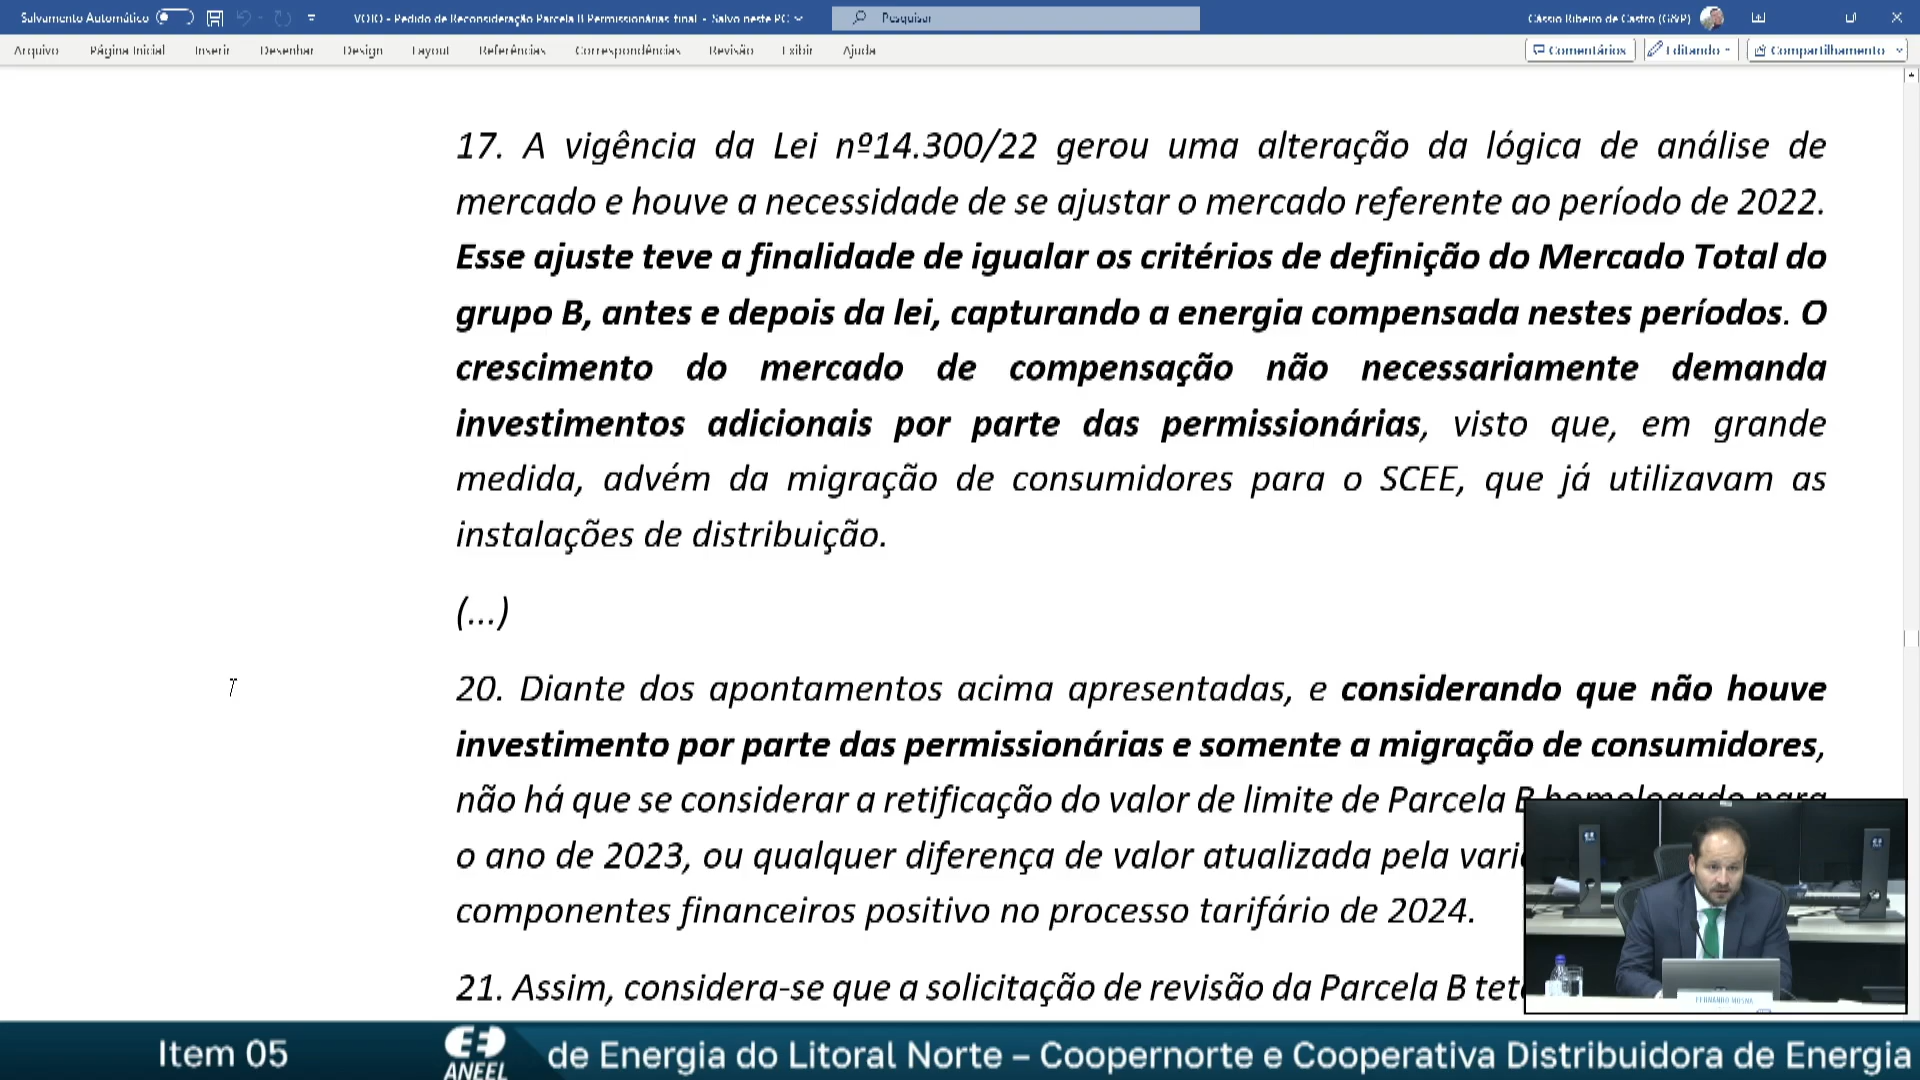 Salvamento Automático
VOTO - Pedido de Reconsideração Parcela B Permissionárias_final - Salvo neste PC
Pesquisar
Cássio Ribeiro de Castro (G&P)
Arquivo Página Inicial Inserir Desenhar Design Layout Referências Correspondências Revisão Exibir Ajuda
Comentários Editando Compartilhamento
17. A vigência da Lei nº14.300/22 gerou uma alteração da lógica de análise de
mercado e houve a necessidade de se ajustar o mercado referente ao período de 2022.
Esse ajuste teve a finalidade de igualar os critérios de definição do Mercado Total do
grupo B, antes e depois da lei, capturando a energia compensada nestes períodos. O
crescimento do mercado de compensação não necessariamente demanda
investimentos adicionais por parte das permissionárias, visto que, em grande
medida, advém da migração de consumidores para o SCEE, que já utilizavam as
instalações de distribuição.
(...)
20. Diante dos apontamentos acima apresentadas, e considerando que não houve
investimento por parte das permissionárias e somente a migração de consumidores,
não há que se considerar a retificação do valor de limite de Parcela B homologado para
o ano de 2023, ou qualquer diferença de valor atualizada pela vari
componentes financeiros positivo no processo tarifário de 2024.
21. Assim, considera-se que a solicitação de revisão da Parcela B tet
FERNANDO MOSNA
Item 05
ANEEL
de Energia do Litoral Norte – Coopernorte e Cooperativa Distribuidora de Energia